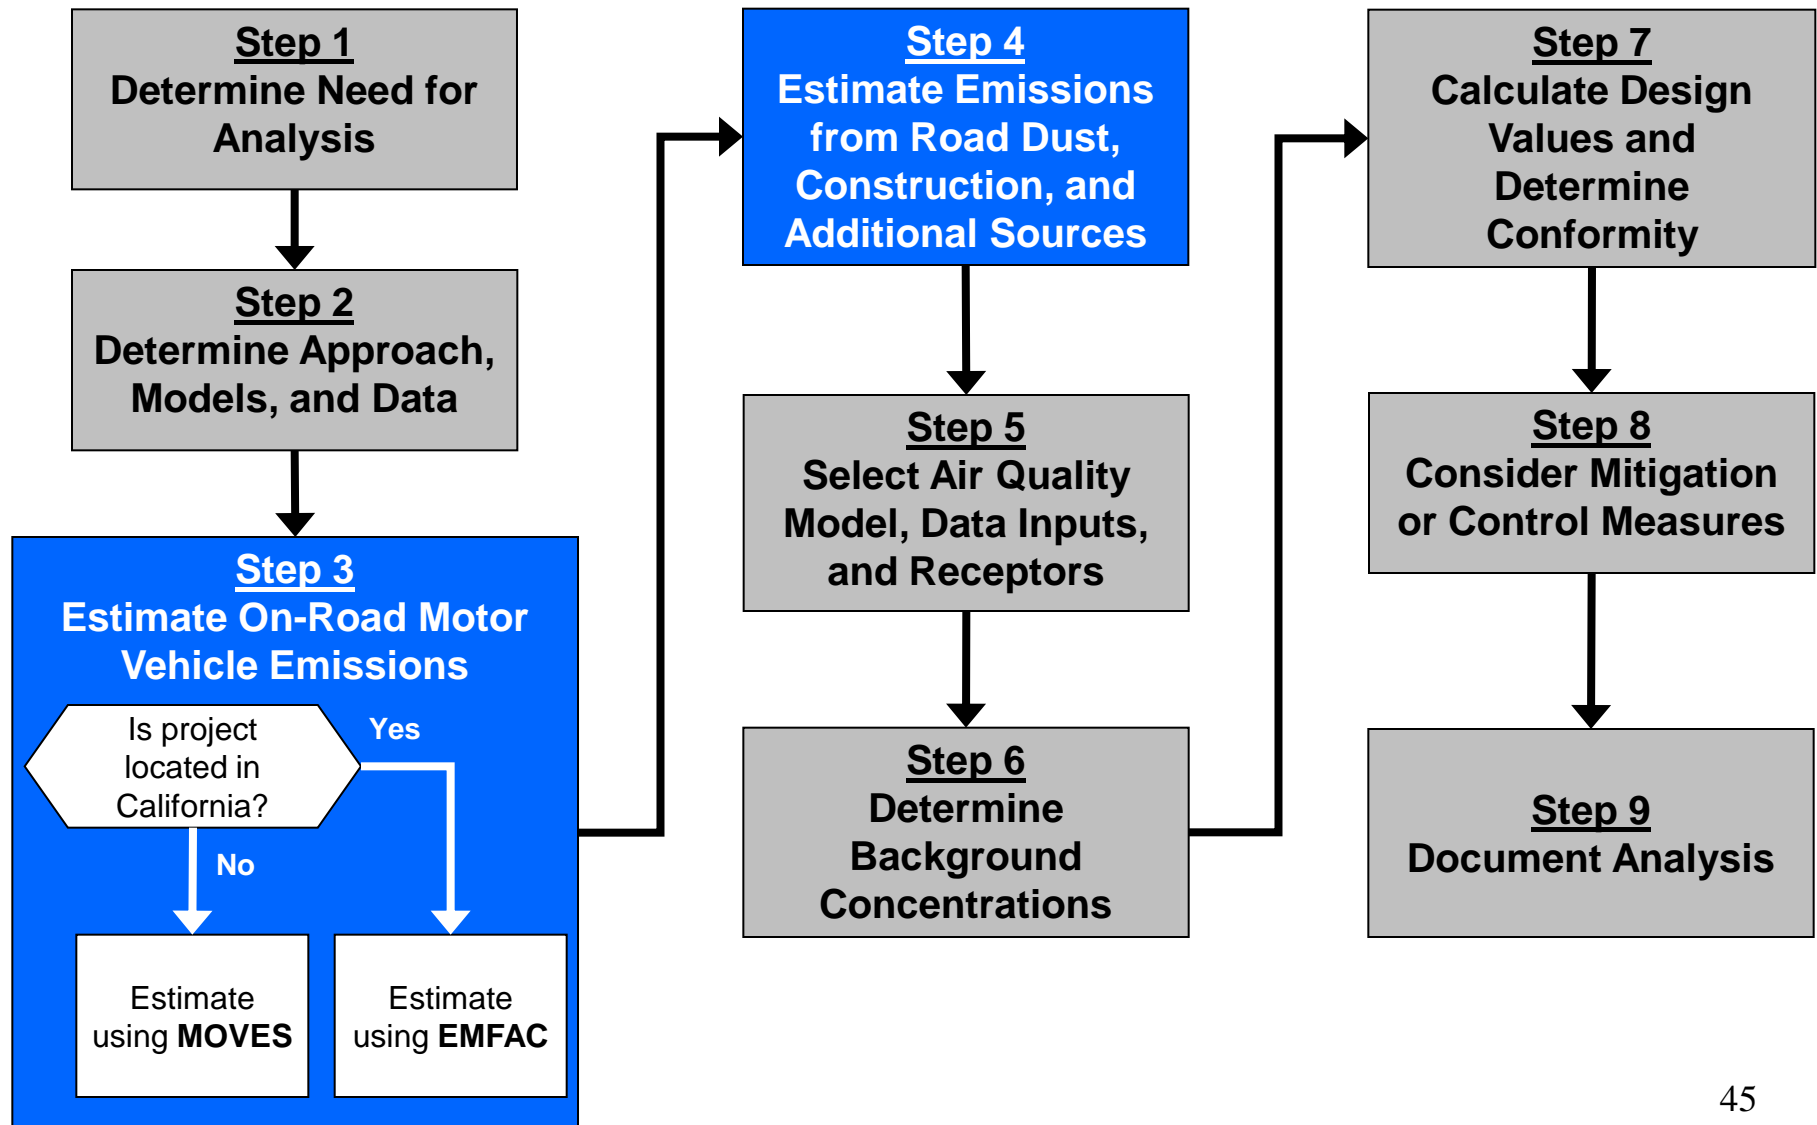 Step 1
Determine Need for
Analysis
Step 2
Determine Approach,
Models, and Data
Step 3
Estimate On-Road Motor
Vehicle Emissions
Is project
located in
California?
Yes
No
Estimate
using MOVES
Estimate
using EMFAC
Step 4
Estimate Emissions
from Road Dust,
Construction, and
Additional Sources
Step 5
Select Air Quality
Model, Data Inputs,
and Receptors
Step 6
Determine
Background
Concentrations
Step 7
Calculate Design
Values and
Determine
Conformity
Step 8
Consider Mitigation
or Control Measures
Step 9
Document Analysis
45